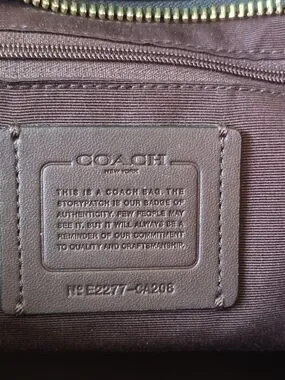 COACH
NEW YORK
THIS IS A COACH BAG. THE
STORYPATCH IS OUR BADGE OF
AUTHENTICITY. FEW PEOPLE MAY
SEE IT, BUT IT WILL ALWAYS BE A
REMINDER OF OUR COMMITMENT
TO QUALITY AND CRAFTSMANSHIP.
Nº E2277-CA208